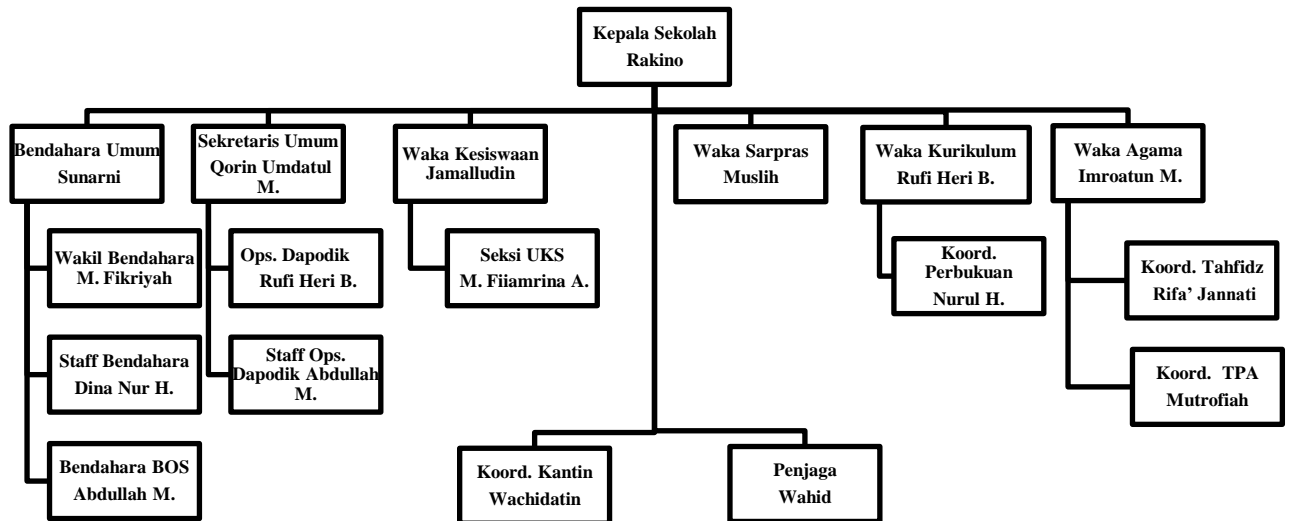 Kepala Sekolah
Rakino
Bendahara Umum
Sunarni
Sekretaris Umum
Qorin Umdatul
M.
Waka Kesiswaan
Jamalludin
Waka Sarpras
Muslih
Waka Kurikulum
Rufi Heri B.
Waka Agama
Imroatun M.
Wakil Bendahara
M. Fikriyah
Ops. Dapodik
Rufi Heri B.
Seksi UKS
M. Fiiamrina A.
Koord.
Perbukuan
Nurul H.
Koord. Tahfidz
Rifa’ Jannati
Staff Bendahara
Dina Nur H.
Staff Ops.
Dapodik Abdullah
M.
Koord. TPA
Mutrofiah
Bendahara BOS
Abdullah M.
Koord. Kantin
Wachidatin
Penjaga
Wahid